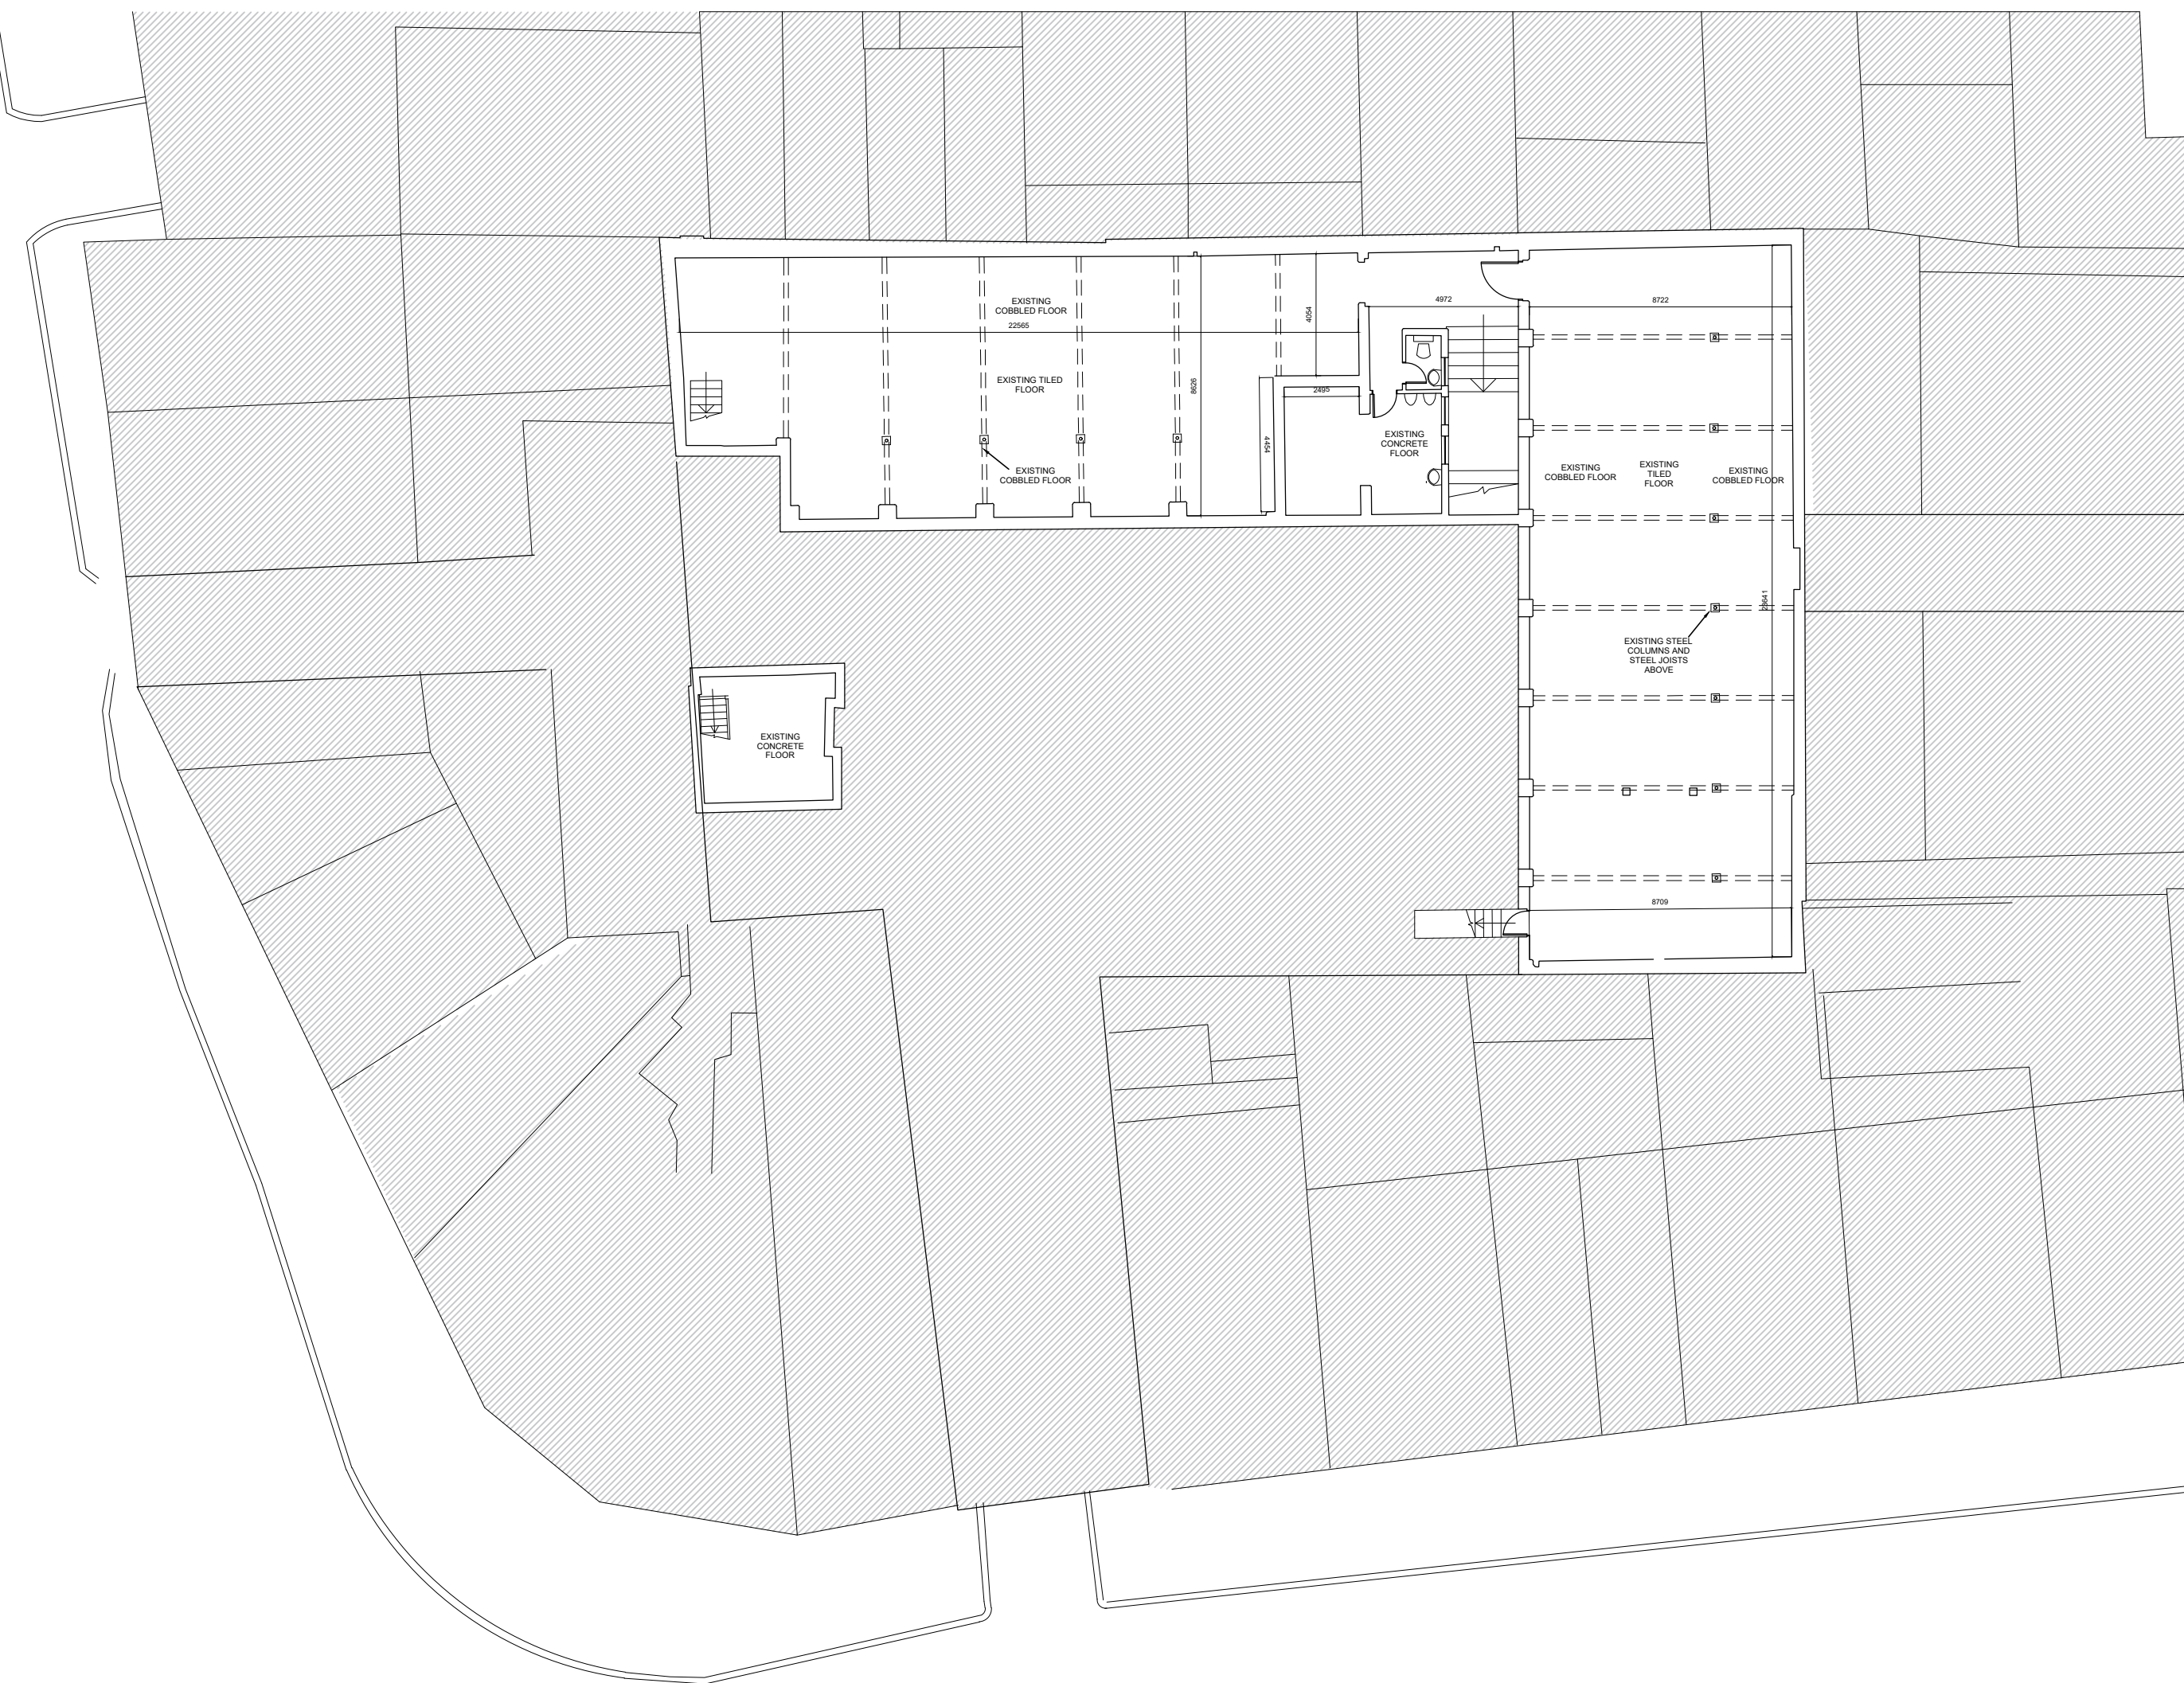 EXISTING
COBBLED FLOOR
22565
4054
4972
8722
EXISTING TILED
FLOOR
8626
2495
EXISTING
CONCRETE
FLOOR
4454
EXISTING
COBBLED FLOOR
EXISTING
COBBLED FLOOR
EXISTING
TILED
FLOOR
EXISTING
COBBLED FLOOR
EXISTING STEEL
COLUMNS AND
STEEL JOISTS
ABOVE
EXISTING
CONCRETE
FLOOR
8709